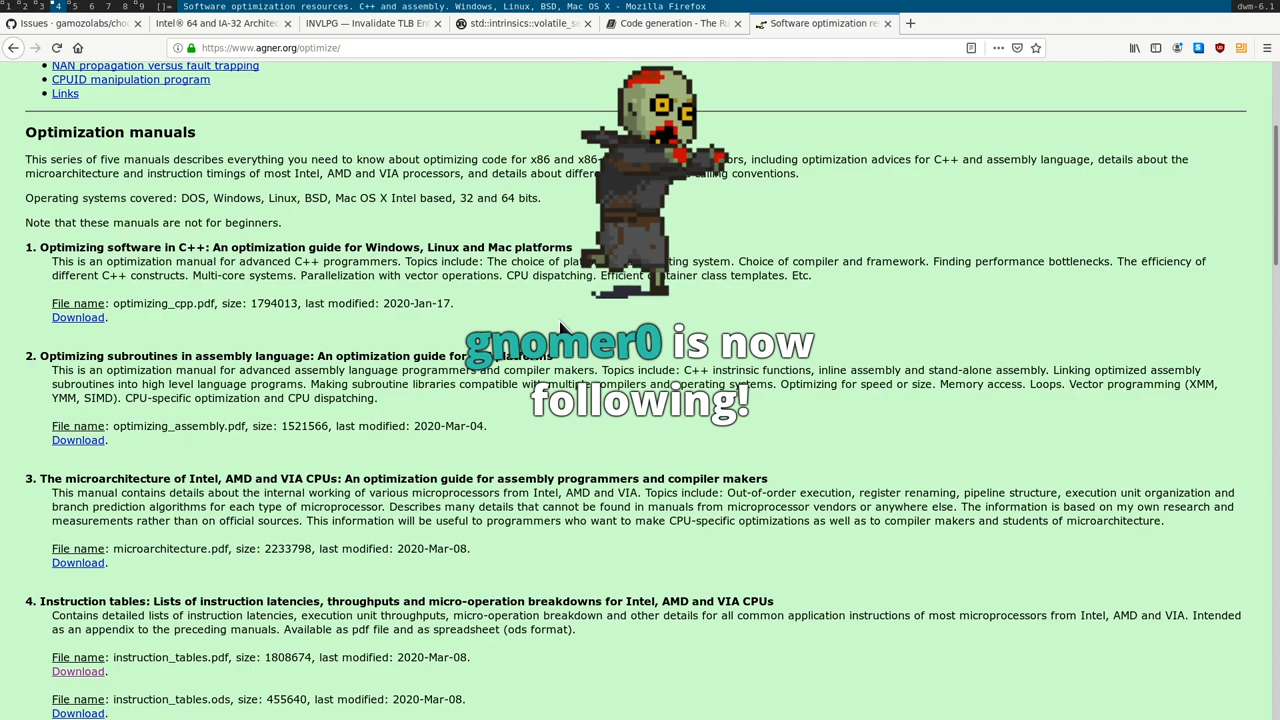 1 2 3 4 5 6 7 8 9 []= Software optimization resources. C++ and assembly. Windows, Linux, BSD, Mac OS X - Mozilla Firefox dwm-6.1
Issues · gamozolabs/cho
Intel® 64 and IA-32 Architec
INVLPG — Invalidate TLB En
std::intrinsics::volatile_se
Code generation - The Ru
Software optimization re
https://www.agner.org/optimize/
• NAN propagation versus fault trapping
• CPUID manipulation program
• Links
Optimization manuals
This series of five manuals describes everything you need to know about optimizing code for x86 and x86- ors, including optimization advices for C++ and assembly language, details about the
microarchitecture and instruction timings of most Intel, AMD and VIA processors, and details about differe calling conventions.
Operating systems covered: DOS, Windows, Linux, BSD, Mac OS X Intel based, 32 and 64 bits.
Note that these manuals are not for beginners.
1. Optimizing software in C++: An optimization guide for Windows, Linux and Mac platforms
This is an optimization manual for advanced C++ programmers. Topics include: The choice of pla ting system. Choice of compiler and framework. Finding performance bottlenecks. The efficiency of
different C++ constructs. Multi-core systems. Parallelization with vector operations. CPU dispatching. Efficient container class templates. Etc.
File name: optimizing_cpp.pdf, size: 1794013, last modified: 2020-Jan-17.
Download.
gnomer0 is now
following!
2. Optimizing subroutines in assembly language: An optimization guide for platforms
This is an optimization manual for advanced assembly language programmers and compiler makers. Topics include: C++ intrinsic functions, inline assembly and stand-alone assembly. Linking optimized assembly
subroutines into high level language programs. Making subroutine libraries compatible with multiple compilers and operating systems. Optimizing for speed or size. Memory access. Loops. Vector programming (XMM,
YMM, SIMD). CPU-specific optimization and CPU dispatching.
File name: optimizing_assembly.pdf, size: 1521566, last modified: 2020-Mar-04.
Download.
3. The microarchitecture of Intel, AMD and VIA CPUs: An optimization guide for assembly programmers and compiler makers
This manual contains details about the internal working of various microprocessors from Intel, AMD and VIA. Topics include: Out-of-order execution, register renaming, pipeline structure, execution unit organization and
branch prediction algorithms for each type of microprocessor. Describes many details that cannot be found in manuals from microprocessor vendors or anywhere else. The information is based on my own research and
measurements rather than on official sources. This information will be useful to programmers who want to make CPU-specific optimizations as well as to compiler makers and students of microarchitecture.
File name: microarchitecture.pdf, size: 2233798, last modified: 2020-Mar-08.
Download.
4. Instruction tables: Lists of instruction latencies, throughputs and micro-operation breakdowns for Intel, AMD and VIA CPUs
Contains detailed lists of instruction latencies, execution unit throughputs, micro-operation breakdown and other details for all common application instructions of most microprocessors from Intel, AMD and VIA. Intended
as an appendix to the preceding manuals. Available as pdf file and as spreadsheet (ods format).
File name: instruction_tables.pdf, size: 1808674, last modified: 2020-Mar-08.
Download.
File name: instruction_tables.ods, size: 455640, last modified: 2020-Mar-08.
Download.